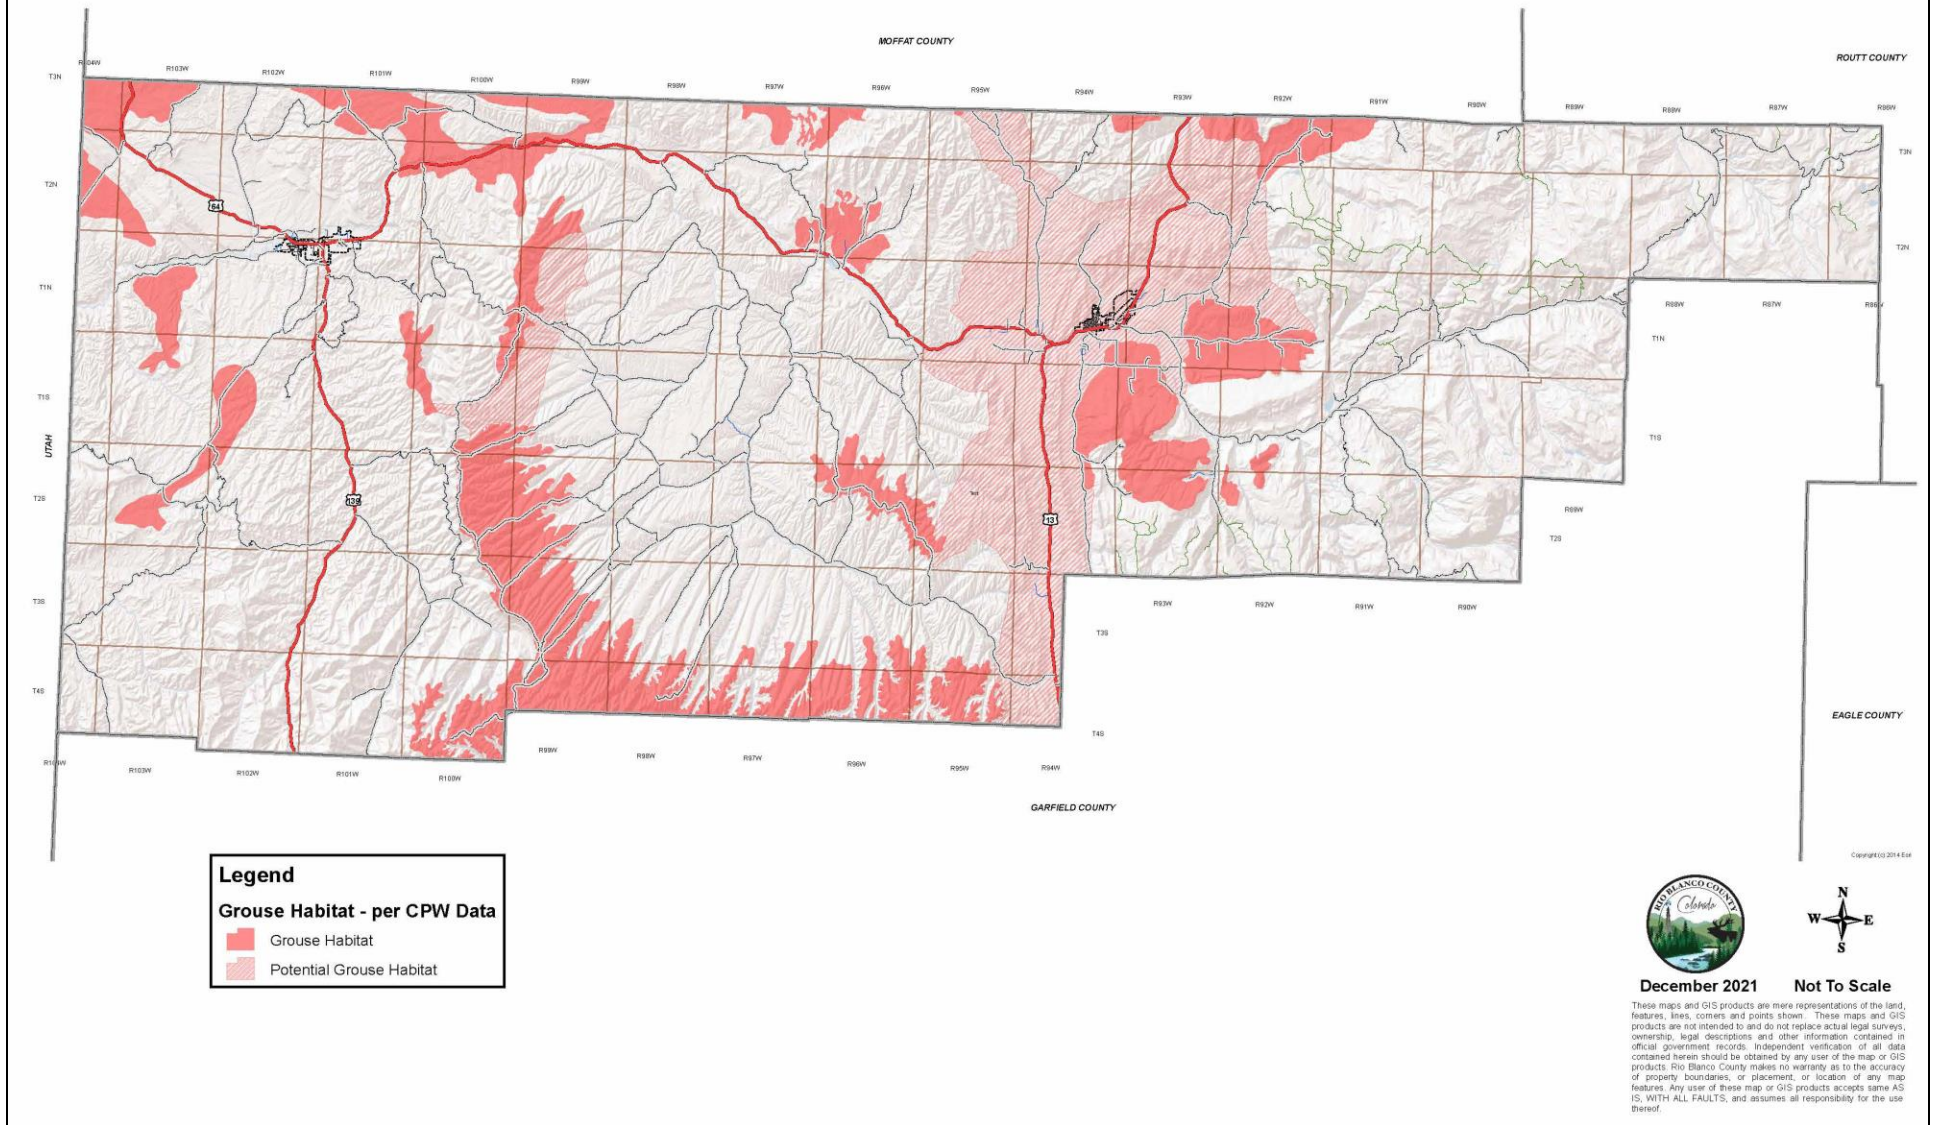 MOFFAT COUNTY
ROUTT COUNTY
R104W
R103W
R102W
R101W
R100W
R99W
R98W
R97W
R96W
R95W
R94W
R93W
R92W
R91W
R90W
R89W
R88W
R87W
R86W
T3N
T3N
T2N
T2N
T1N
T1N
T1S
T1S
T2S
T2S
T3S
T3S
T4S
T4S
UTAH
64
139
13
R88W
R87W
R89W
R93W
R92W
R91W
R90W
R103W
R102W
R101W
R100W
R99W
R98W
R97W
R96W
R95W
R94W
EAGLE COUNTY
GARFIELD COUNTY
Copyright:(c) 2014 Esri
Legend
Grouse Habitat - per CPW Data
Grouse Habitat
Potential Grouse Habitat
RIO BLANCO COUNTY
Colorado
N
W E
S
December 2021
Not To Scale
These maps and GIS products are mere representations of the land,
features, lines, corners and points shown. These maps and GIS
products are not intended to and do not replace actual legal surveys,
ownership, legal descriptions and other information contained in
official government records. Independent verification of all data
contained herein should be obtained by any user of the map or GIS
products. Rio Blanco County makes no warranty as to the accuracy
of property boundaries, or placement, or location of any map
features. Any user of these map or GIS products accepts same AS
IS, WITH ALL FAULTS, and assumes all responsibility for the use
thereof.